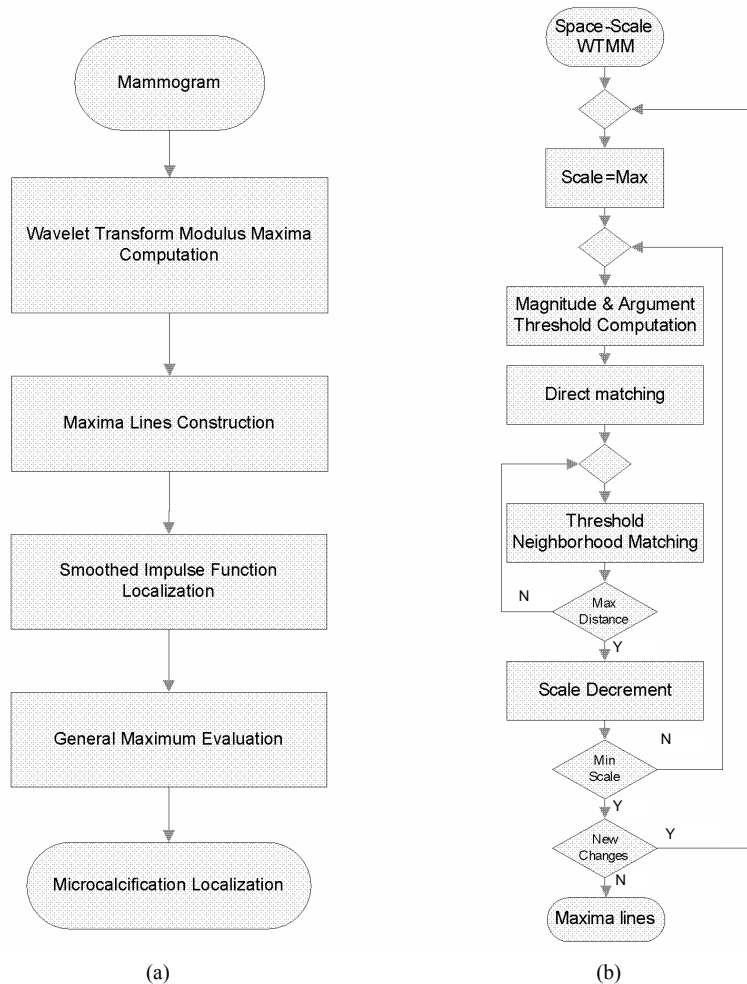 Mammogram
Wavelet Transform Modulus Maxima
Computation
Maxima Lines Construction
Smoothed Impulse Function
Localization
General Maximum Evaluation
Microcalcification Localization
(a)
Space-Scale
WTMM
Scale=Max
Magnitude & Argument
Threshold Computation
Direct matching
Threshold
Neighborhood Matching
N
Max
Distance
Y
Scale Decrement
N
Min
Scale
Y
Y
New
Changes
N
Maxima lines
(b)